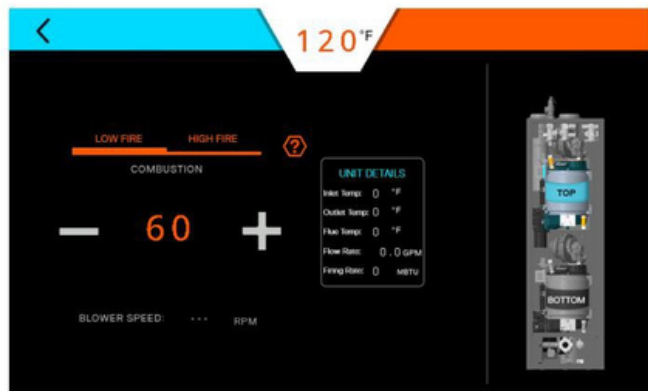 120°F
LOW FIRE HIGH FIRE
?
COMBUSTION
60
BLOWER SPEED: --- RPM
UNIT DETAILS
Inlet Temp: 0 °F
Outlet Temp: 0 °F
Flue Temp: 0 °F
Flow Rate: 0.0 GPM
Firing Rate: 0 MBTU
TOP
BOTTOM